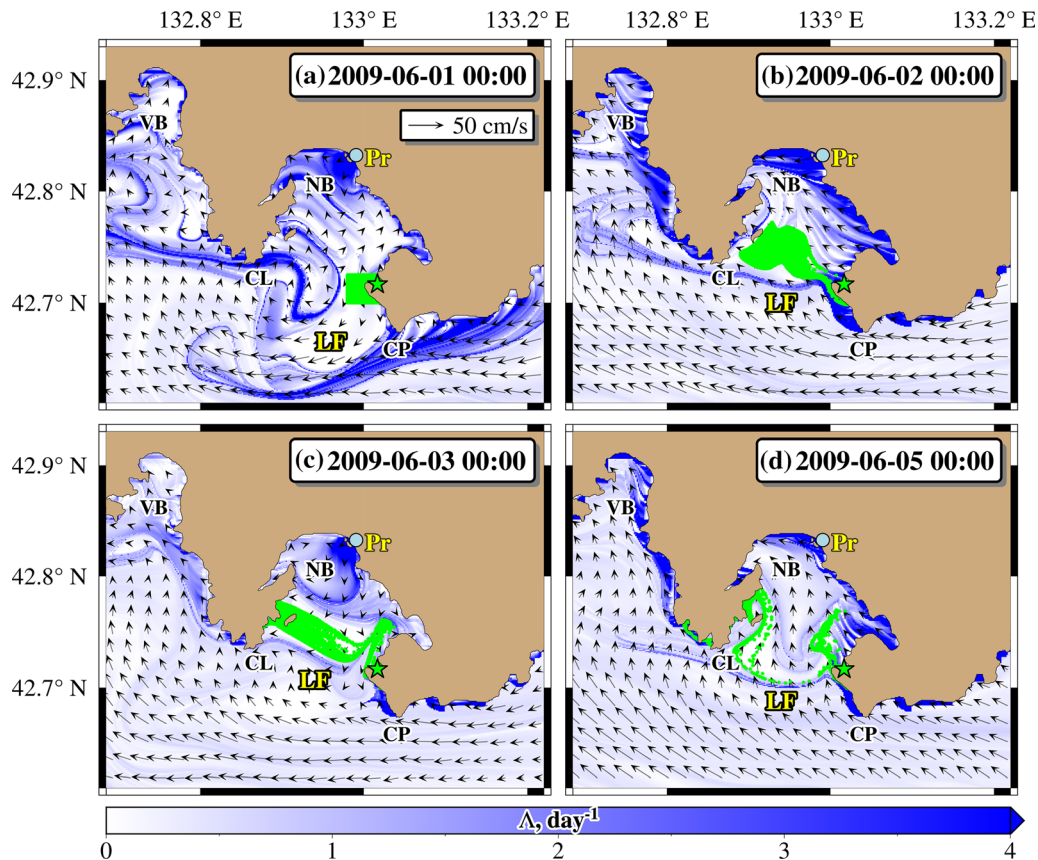 132.8° E 133° E 133.2° E 132.8° E 133° E 133.2° E
42.9° N
42.8° N
42.7° N
(a) 2009-06-01 00:00
50 cm/s
VB
Pr
NB
CL
LF
CP
(b) 2009-06-02 00:00
VB
Pr
NB
CL
LF
CP
42.9° N
42.8° N
42.7° N
(c) 2009-06-03 00:00
VB
Pr
NB
CL
LF
CP
(d) 2009-06-05 00:00
VB
Pr
NB
CL
LF
CP
Λ, day-1
0 1 2 3 4